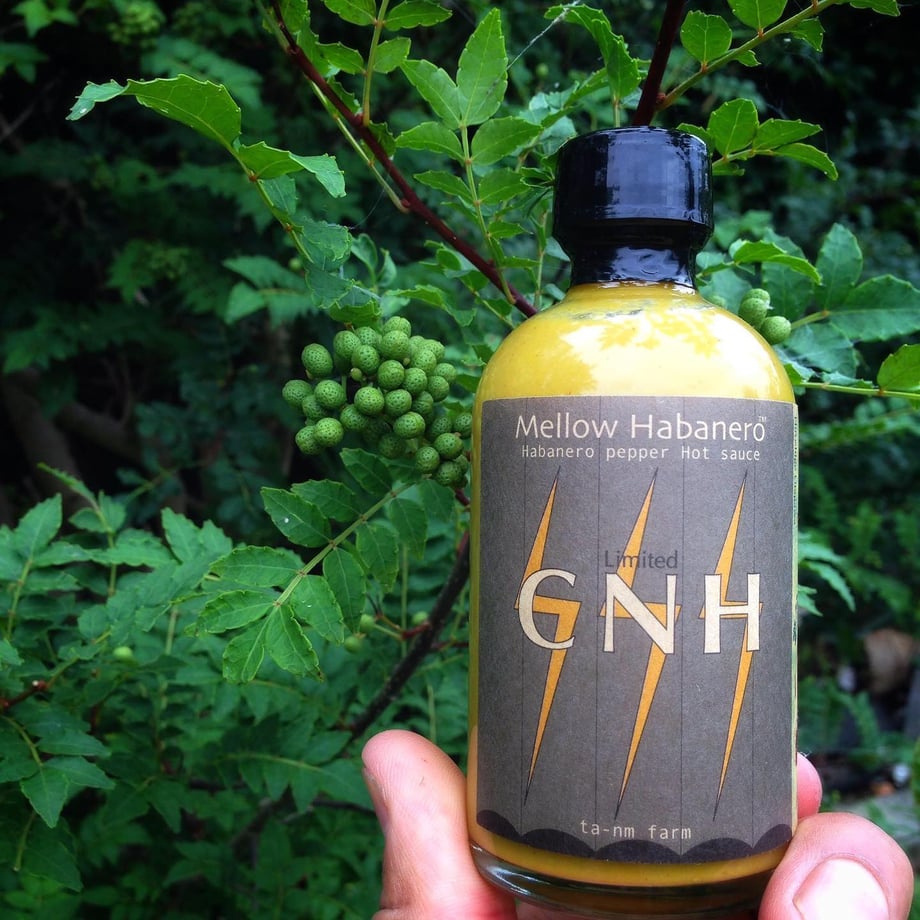 Mellow Habanero™
Habanero pepper Hot sauce
Limited
GNH
ta-nm farm